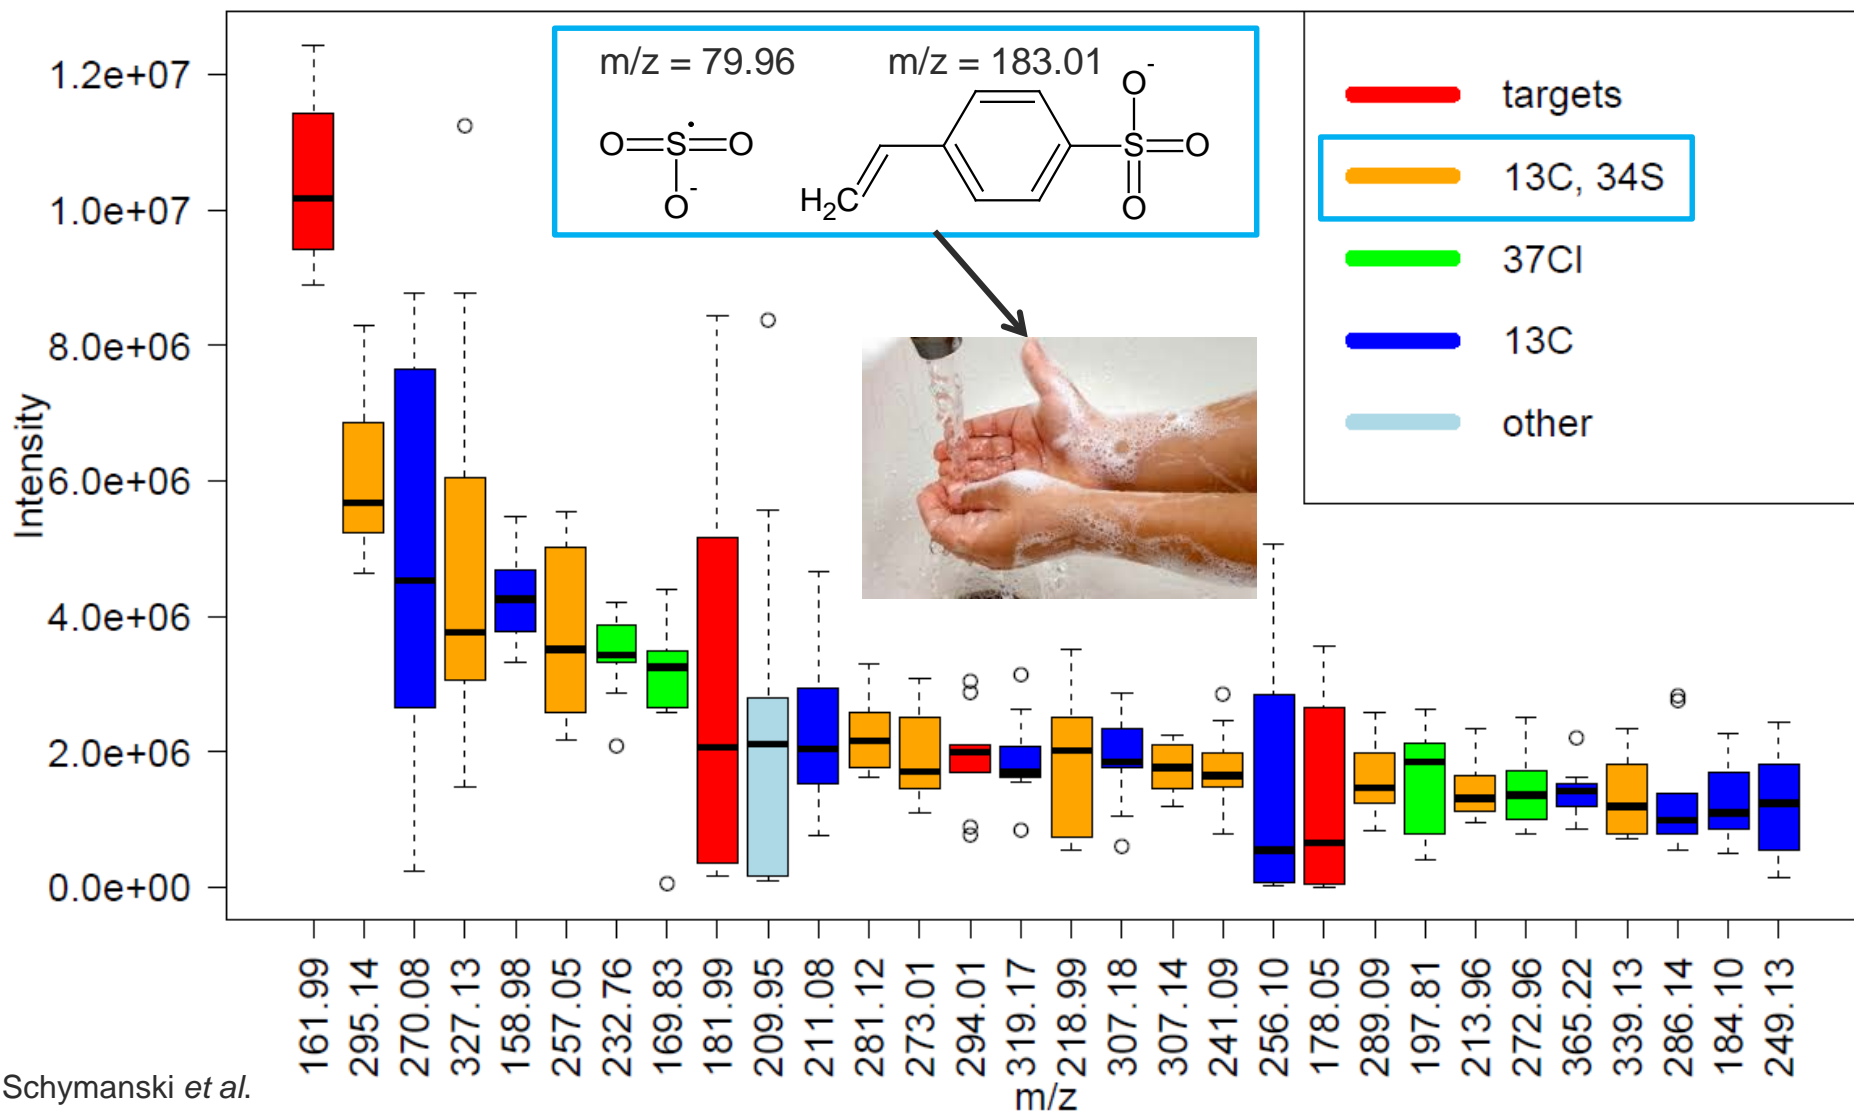 m/z = 79.96
m/z = 183.01
O S O
O-
H2C
O-
S O
O
targets
13C, 34S
37Cl
13C
other
Intensity
1.2e+07
1.0e+07
8.0e+06
6.0e+06
4.0e+06
2.0e+06
0.0e+00
161.99
295.14
270.08
327.13
158.98
257.05
232.76
169.83
181.99
209.95
211.08
281.12
273.01
294.01
319.17
218.99
307.18
307.14
241.09
256.10
178.05
289.09
197.81
213.96
272.96
365.22
339.13
286.14
184.10
249.13
m/z
Schymanski et al.